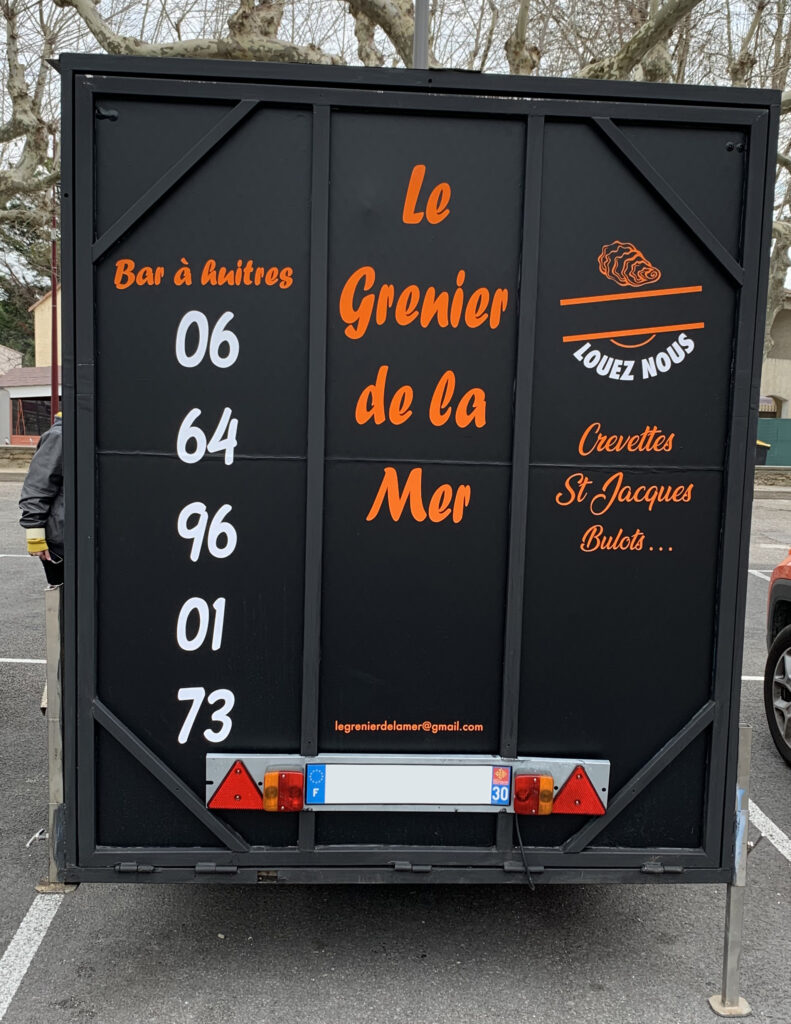 Bar à huitres
06
64
96
01
73
Le
Grenier
de la
Mer
legrenierdelamer@gmail.com
LOUEZ NOUS
Crevettes
St Jacques
Bulots...
F
30